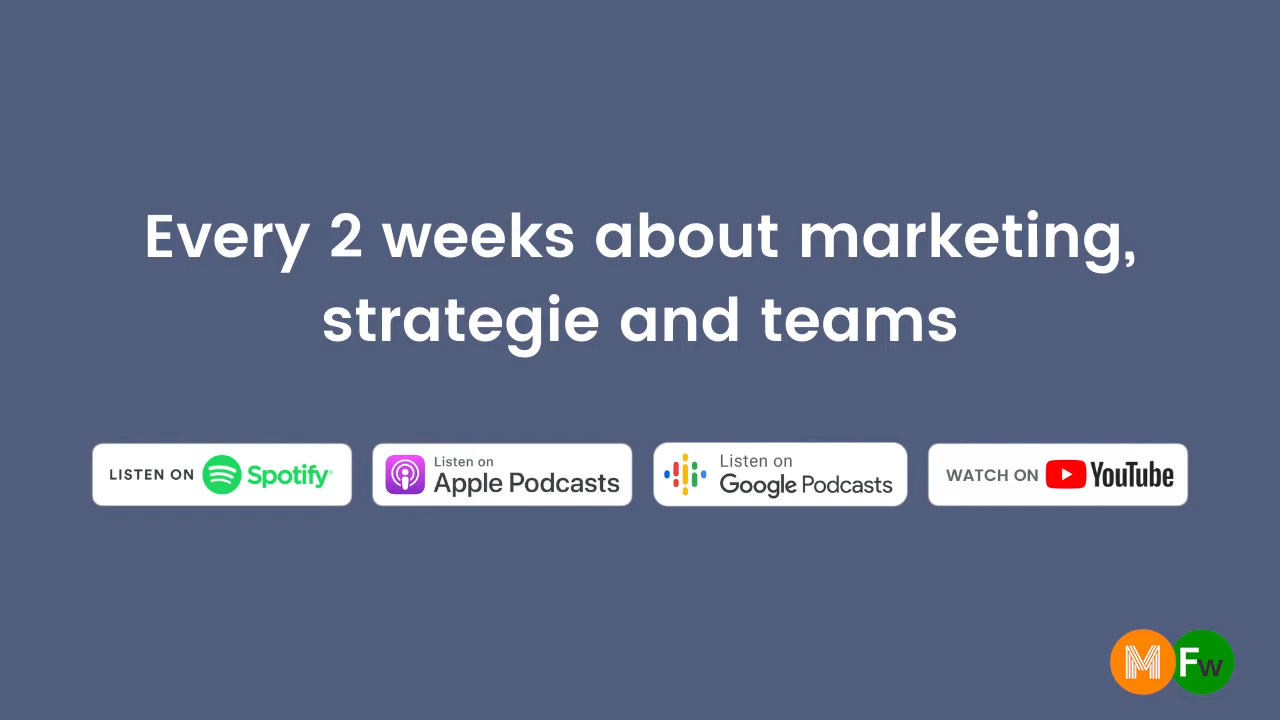 Every 2 weeks about marketing,
strategie and teams
LISTEN ON Spotify
Listen on
Apple Podcasts
Listen on
Google Podcasts
WATCH ON YouTube
M Fw